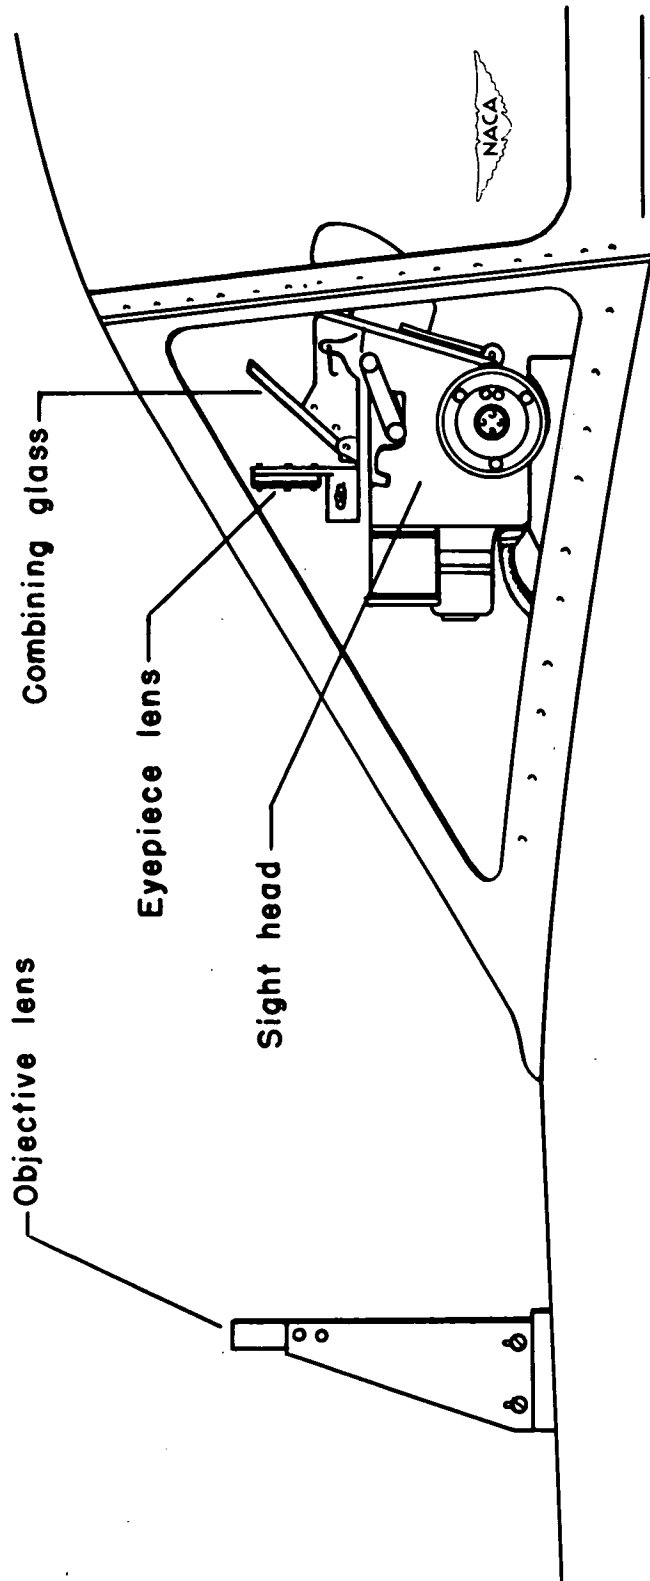 Objective lens
Eyepiece lens
Combining glass
Sight head
NACA